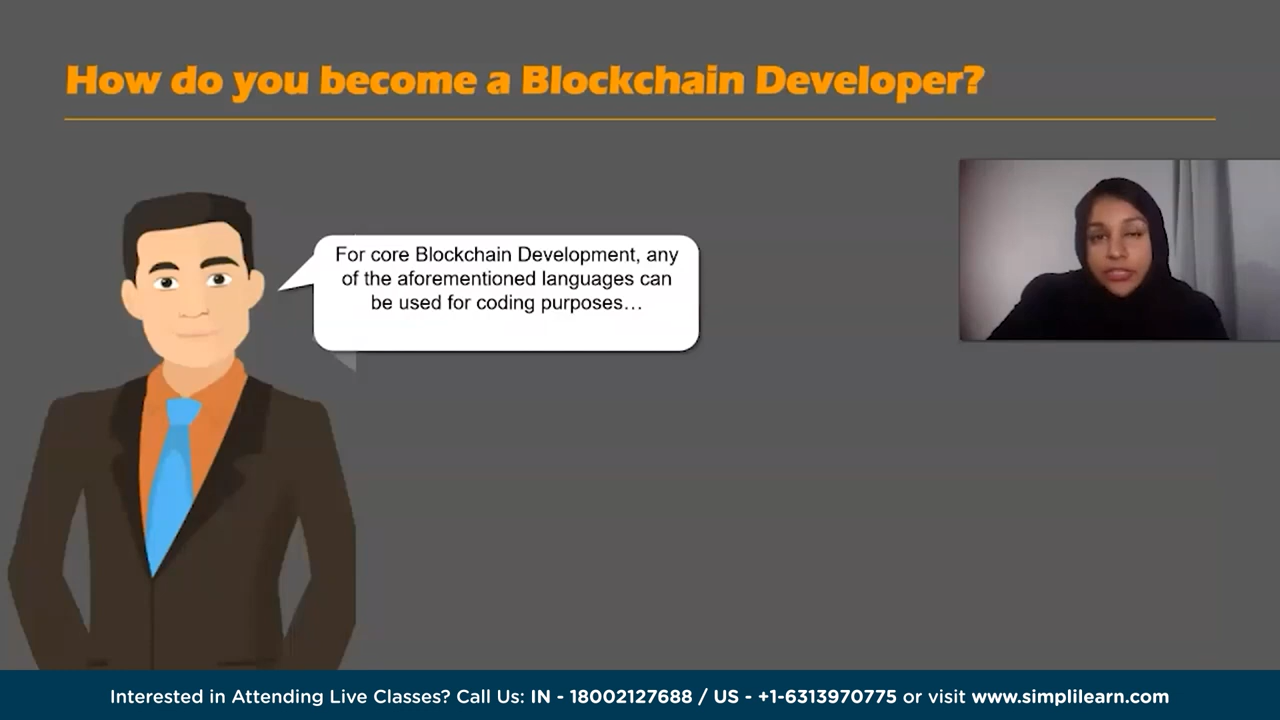 How do you become a Blockchain Developer?
For core Blockchain Development, any
of the aforementioned languages can
be used for coding purposes…
Interested in Attending Live Classes? Call Us: IN - 18002127688 / US - +1-6313970775 or visit www.simplilearn.com